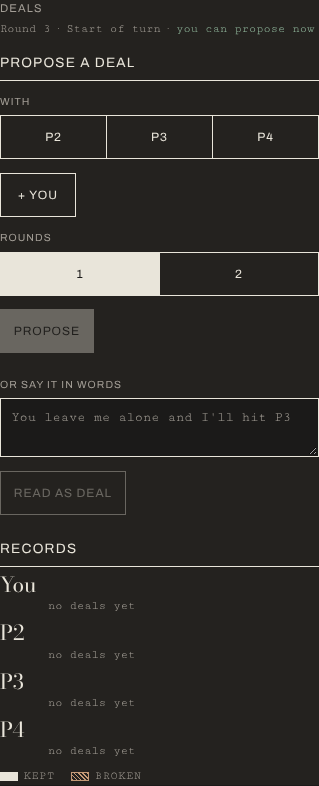 DEALS
Round 3 · Start of turn · you can propose now
PROPOSE A DEAL
WITH
P2 P3 P4
+ YOU
ROUNDS
1 2
PROPOSE
OR SAY IT IN WORDS
You leave me alone and I'll hit P3
READ AS DEAL
RECORDS
You
no deals yet
P2
no deals yet
P3
no deals yet
P4
no deals yet
KEPT BROKEN